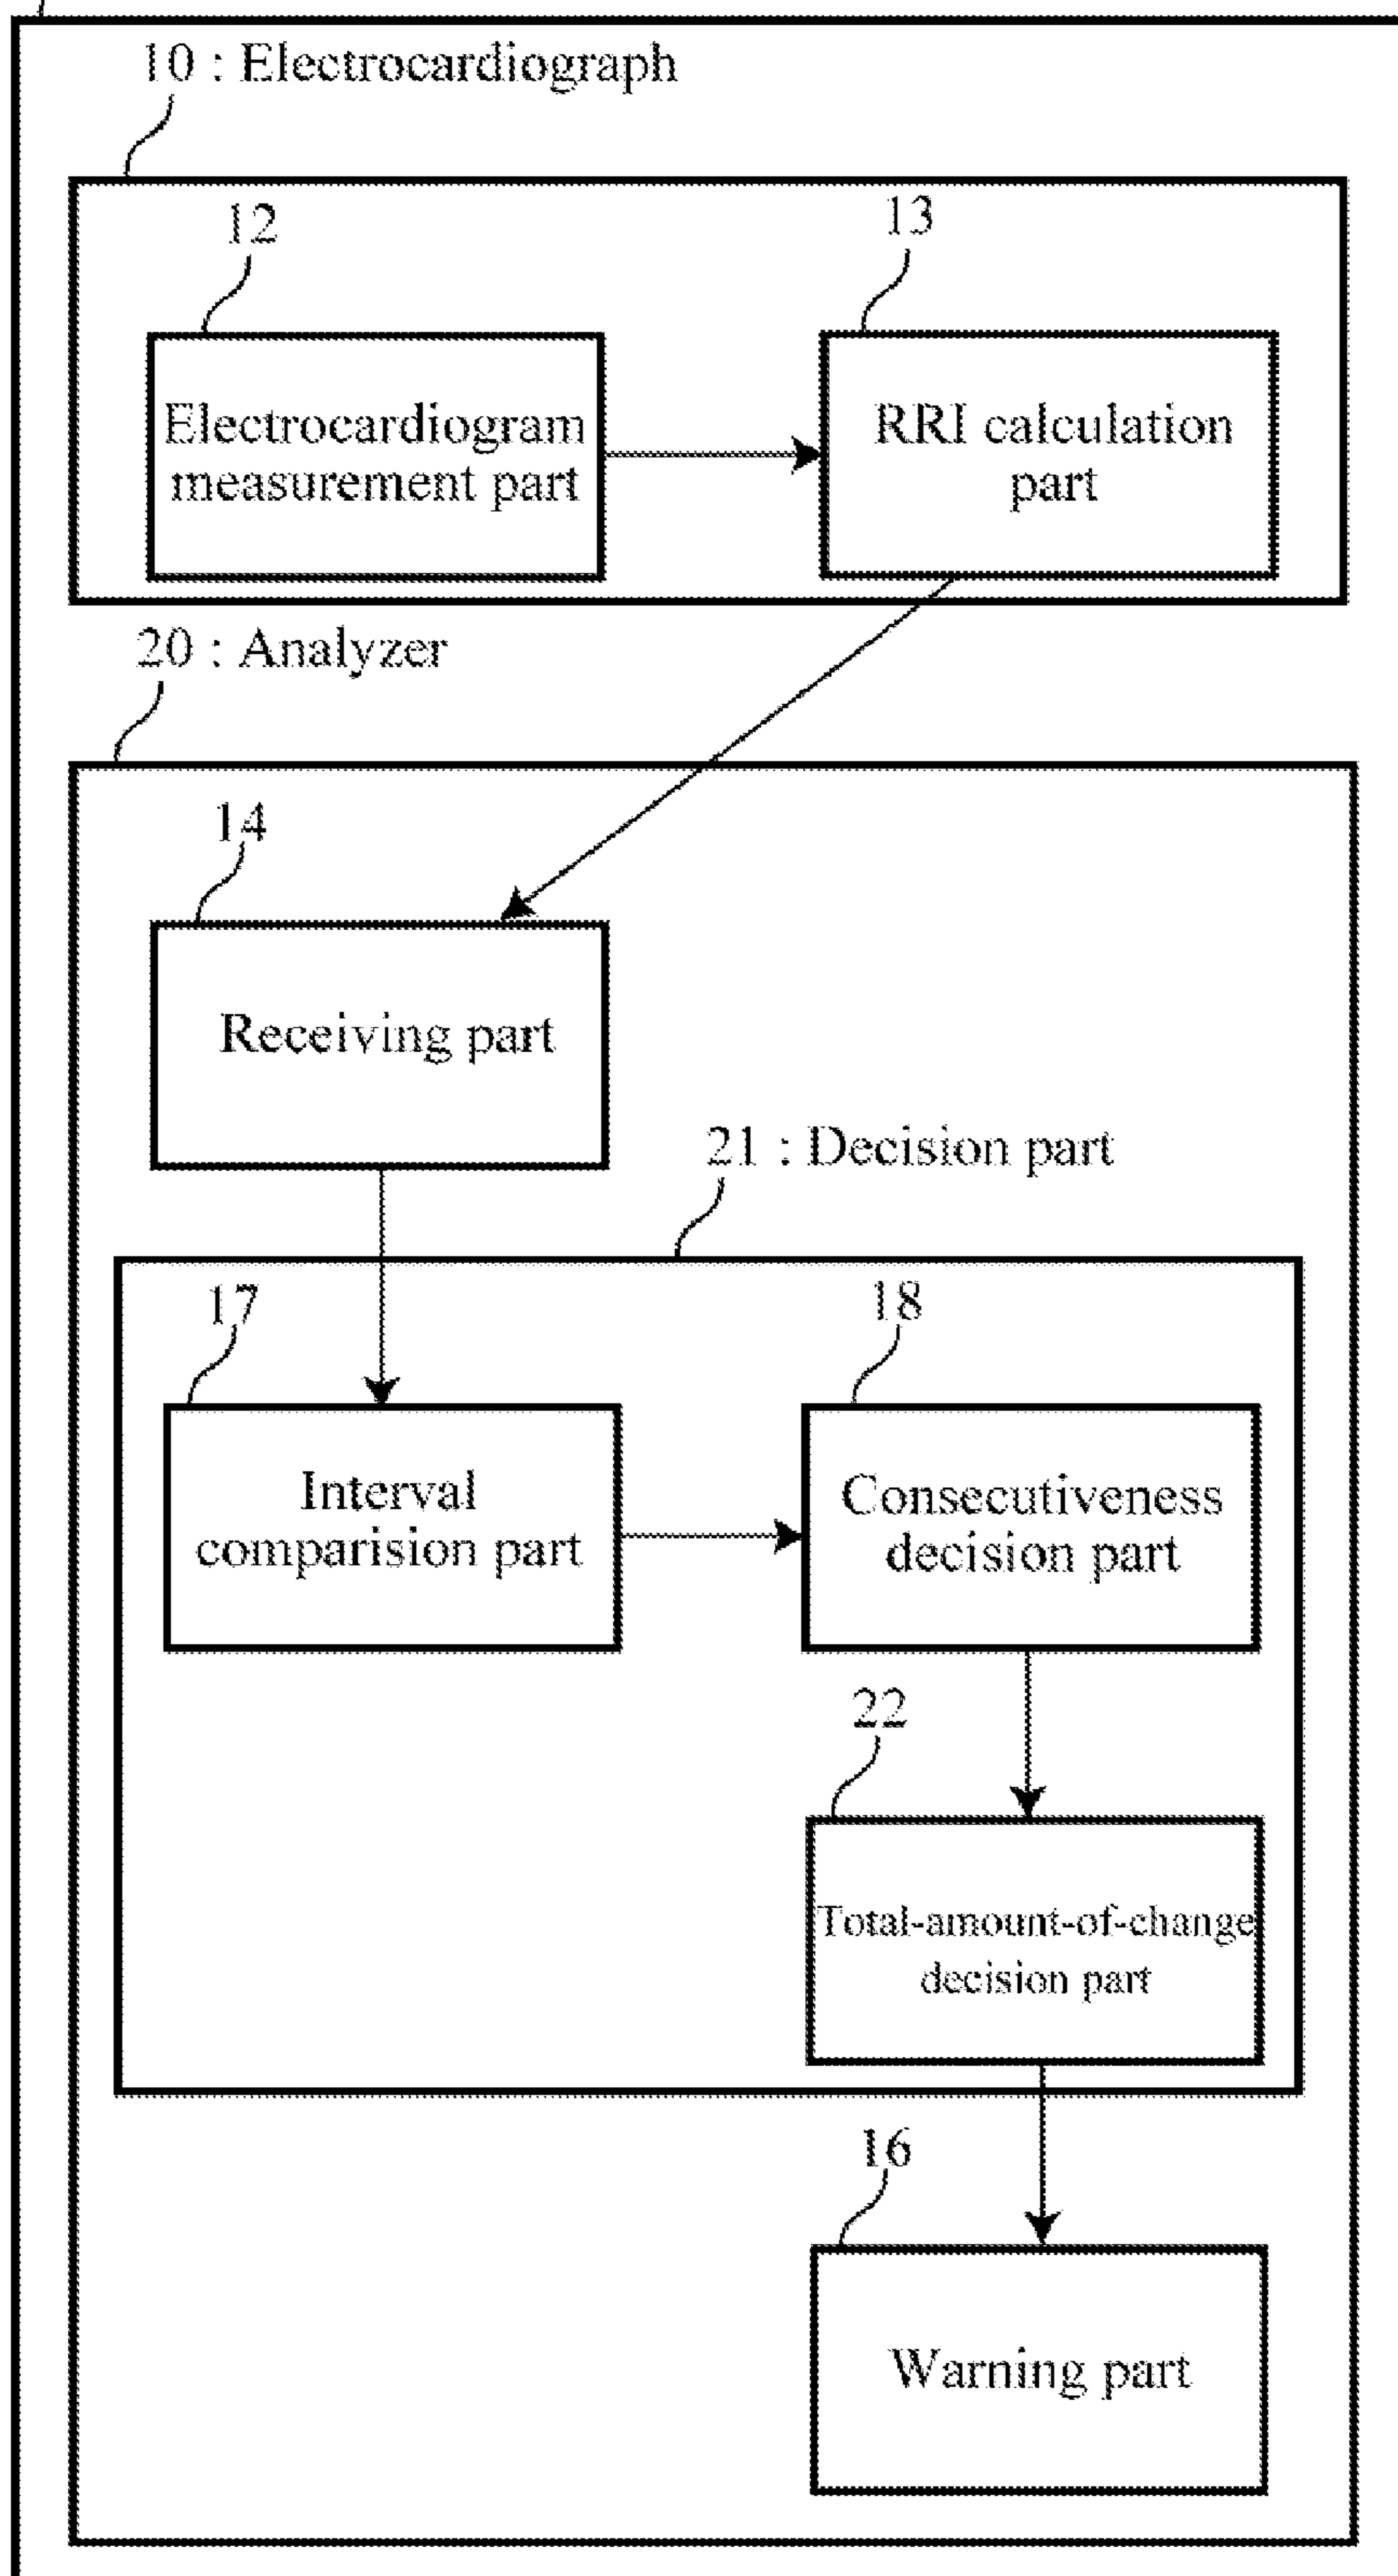 10 : Electrocardiograph
12
13
Electrocardiogram
measurement part
RRI calculation
part
20 : Analyzer
14
Receiving part
21 : Decision part
17
18
Interval
comparision part
Consecutiveness
decision part
22
Total-amount-of-change
decision part
16
Warning part